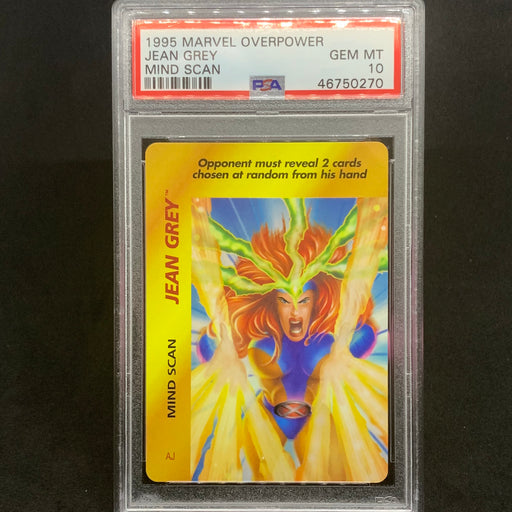 1995 MARVEL OVERPOWER
JEAN GREY
GEM MT
MIND SCAN
10
PSA
46750270
Opponent must reveal 2 cards
chosen at random from his hand
JEAN GREY™
MIND SCAN
AJ
X